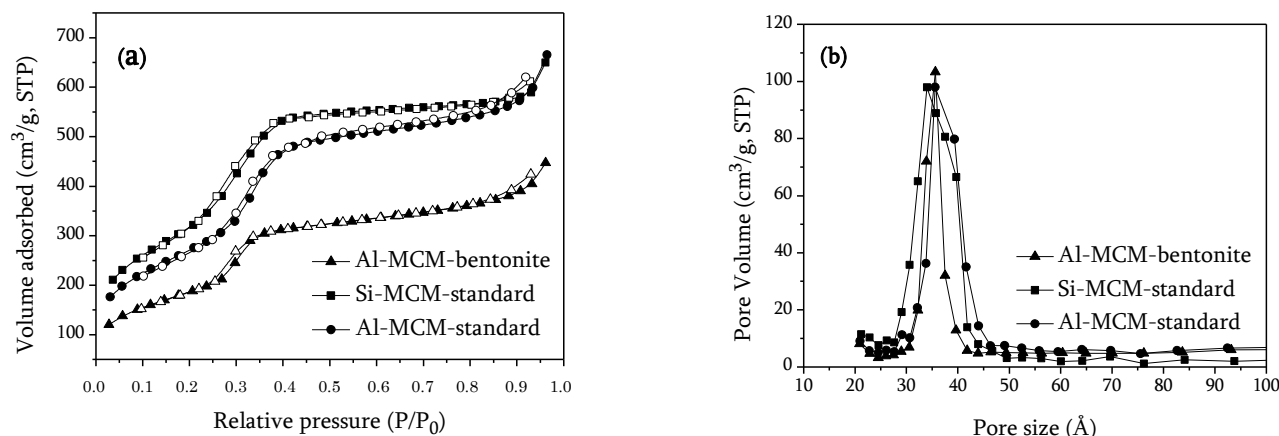 (a)
Volume adsorbed (cm³/g, STP)
700
600
500
400
300
200
100
0.0 0.1 0.2 0.3 0.4 0.5 0.6 0.7 0.8 0.9 1.0
Relative pressure (P/P₀)
Al-MCM-bentonite
Si-MCM-standard
Al-MCM-standard
(b)
Pore Volume (cm³/g, STP)
120
100
80
60
40
20
0
10 20 30 40 50 60 70 80 90 100
Pore size (Å)
Al-MCM-bentonite
Si-MCM-standard
Al-MCM-standard